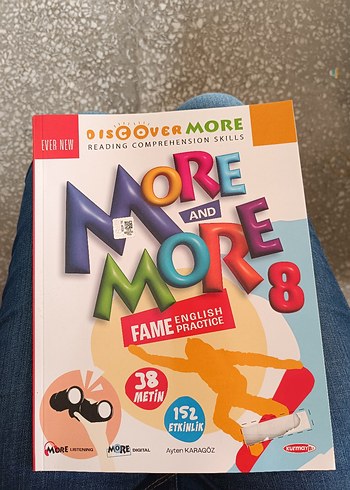 EVER NEW
DISCOVER MORE
READING COMPREHENSION SKILLS
MORE
AND
MORE
8
FAME ENGLISH
PRACTICE
38
METİN
152
ETKİNLİK
MORE LISTENING
MORE DIGITAL
Ayten KARAGÖZ